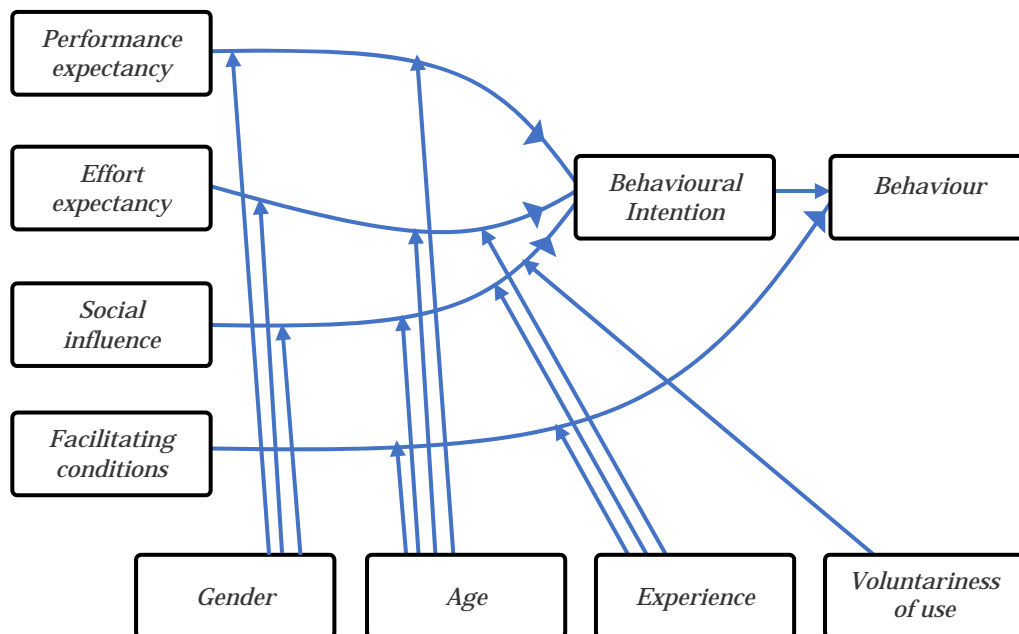 Performance
expectancy
Effort
expectancy
Behavioural
Intention
Behaviour
Social
influence
Facilitating
conditions
Gender
Age
Experience
Voluntariness
of use